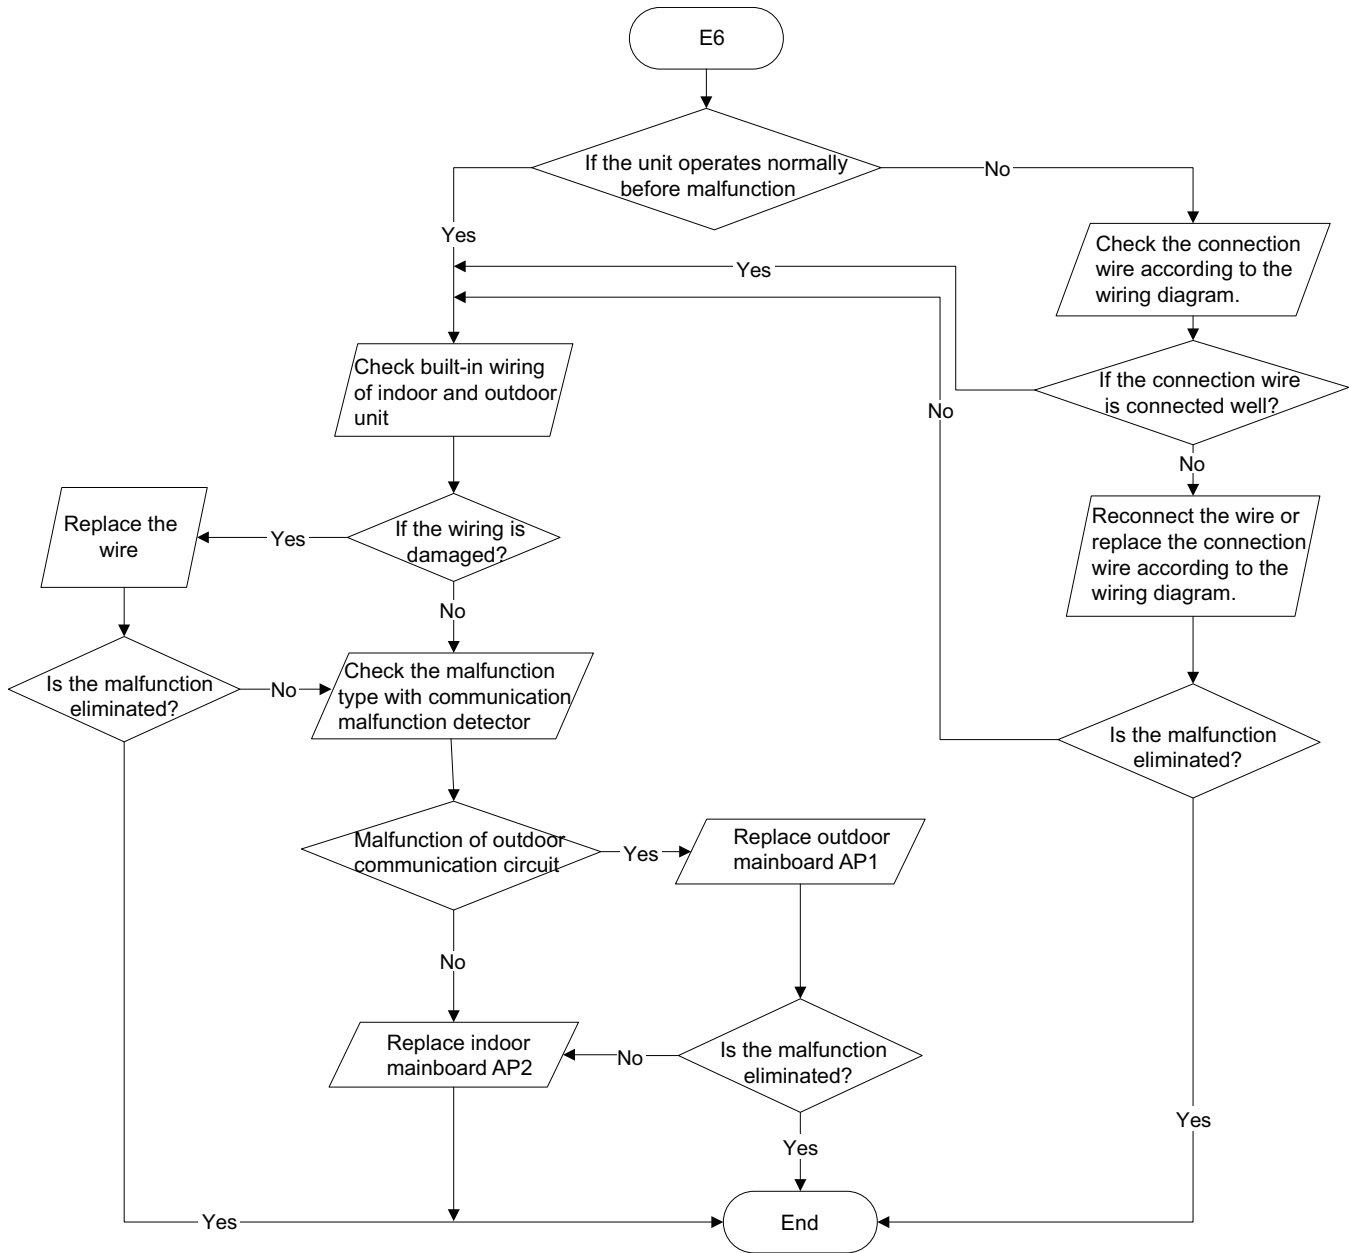 E6
If the unit operates normally
before malfunction
No
Yes
Check the connection
wire according to the
wiring diagram.
Yes
Check built-in wiring
of indoor and outdoor
unit
If the connection wire
is connected well?
No
No
Replace the
wire
Yes
If the wiring is
damaged?
Reconnect the wire or
replace the connection
wire according to the
wiring diagram.
No
Is the malfunction
eliminated?
No
Check the malfunction
type with communication
malfunction detector
Is the malfunction
eliminated?
Malfunction of outdoor
communication circuit
Yes
Replace outdoor
mainboard AP1
No
Replace indoor
mainboard AP2
No
Is the malfunction
eliminated?
Yes
Yes
Yes
End